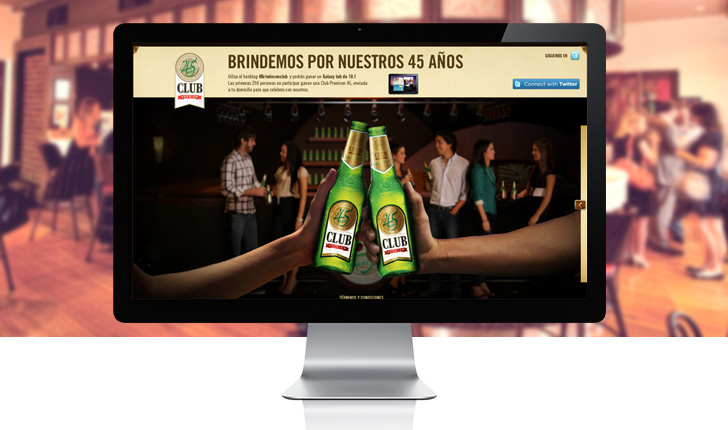 BRINDEMOS POR NUESTROS 45 AÑOS
SIGUENOS EN
Utiliza el hashtag #Brindoconclub y podrás ganar un Galaxy tab de 10.1
Las primeras 250 personas en participar ganan una Club Premium 45, enviada
a tu domicilio para que celebres con nosotros.
Connect with Twitter
45
CLUB
45
CLUB
45
CLUB
TÉRMINOS Y CONDICIONES